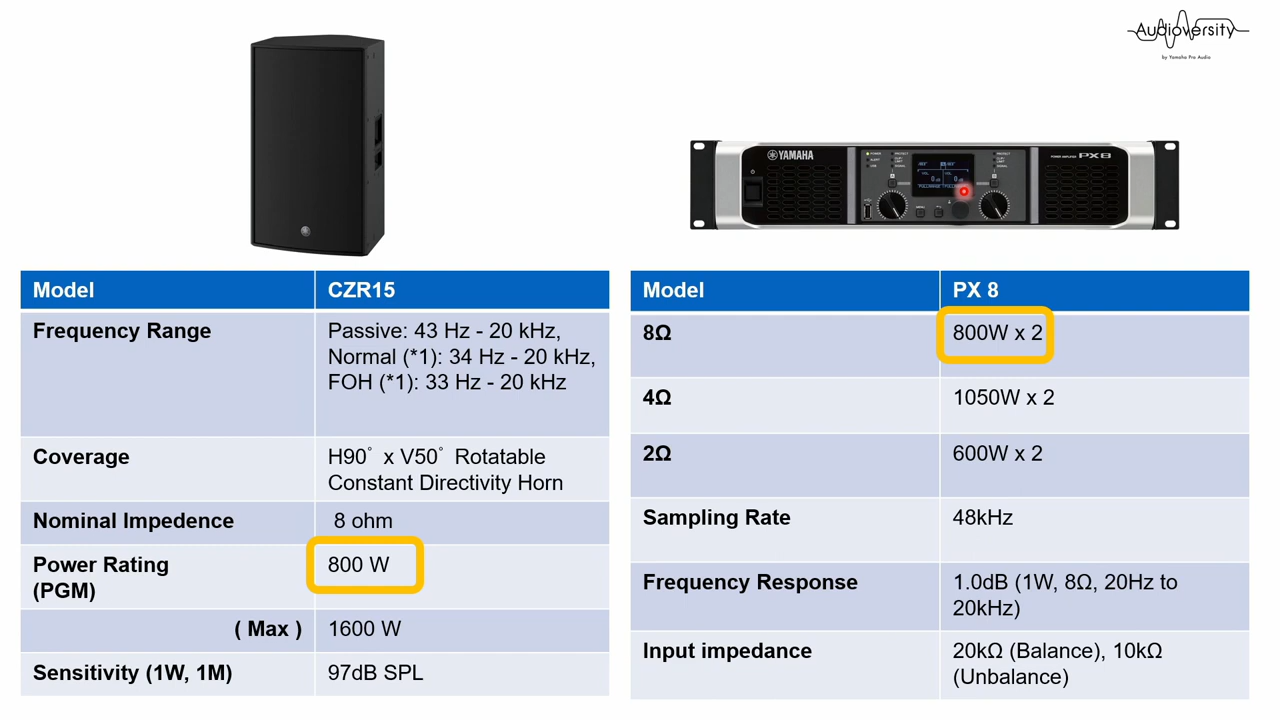 Audioversity
by Yamaha Pro Audio
YAMAHA
POWER AMPLIFIER PX8
Model CZR15
Frequency Range Passive: 43 Hz - 20 kHz,
Normal (*1): 34 Hz - 20 kHz,
FOH (*1): 33 Hz - 20 kHz
Coverage H90° x V50° Rotatable
Constant Directivity Horn
Nominal Impedence 8 ohm
Power Rating 800 W
(PGM)
( Max ) 1600 W
Sensitivity (1W, 1M) 97dB SPL
Model PX 8
8Ω 800W x 2
4Ω 1050W x 2
2Ω 600W x 2
Sampling Rate 48kHz
Frequency Response 1.0dB (1W, 8Ω, 20Hz to
20kHz)
Input impedance 20kΩ (Balance), 10kΩ
(Unbalance)